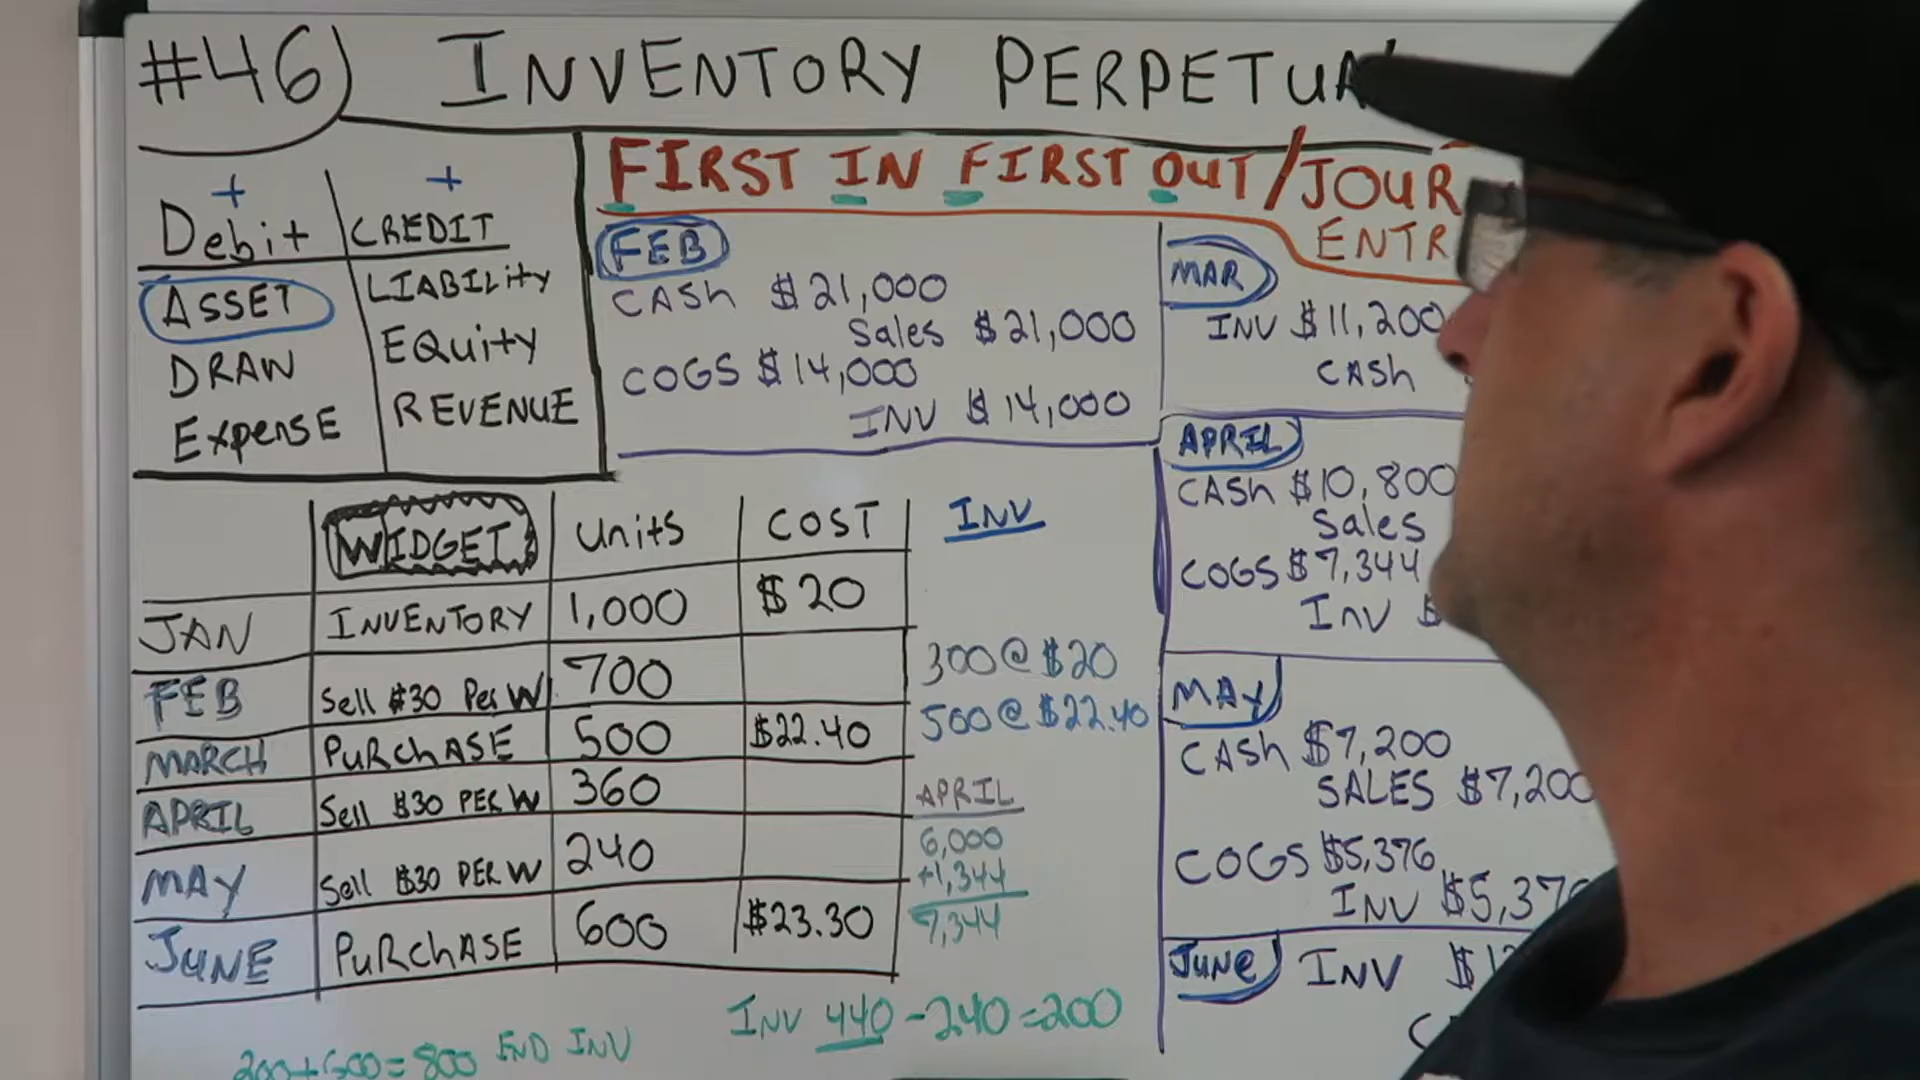 #46) INVENTORY PERPETUA
FIRST IN FIRST OUT / JOUR
ENTR
+ +
Debit CREDIT
ASSET LIABILITY
DRAW EQUITY
EXPENSE REVENUE
FEB
CASH $21,000
Sales $21,000
COGS $14,000
INV $14,000
MAR
INV $11,200
CASH
APRIL
CASH $10,800
Sales
COGS $7,344
INV $
MAY
CASH $7,200
SALES $7,200
COGS $5,376
INV $5,376
JUNE INV $1
WIDGET Units COST INV
JAN INVENTORY 1,000 $20
FEB Sell $30 Per W 700 300@$20
MARCH PURCHASE 500 $22.40 500@$22.40
APRIL Sell $30 PER W 360
MAY Sell $30 PER W 240
JUNE PURCHASE 600 $23.30
APRIL
6,000
+1,344
7,344
INV 440-240=200
200+600=800 END INV